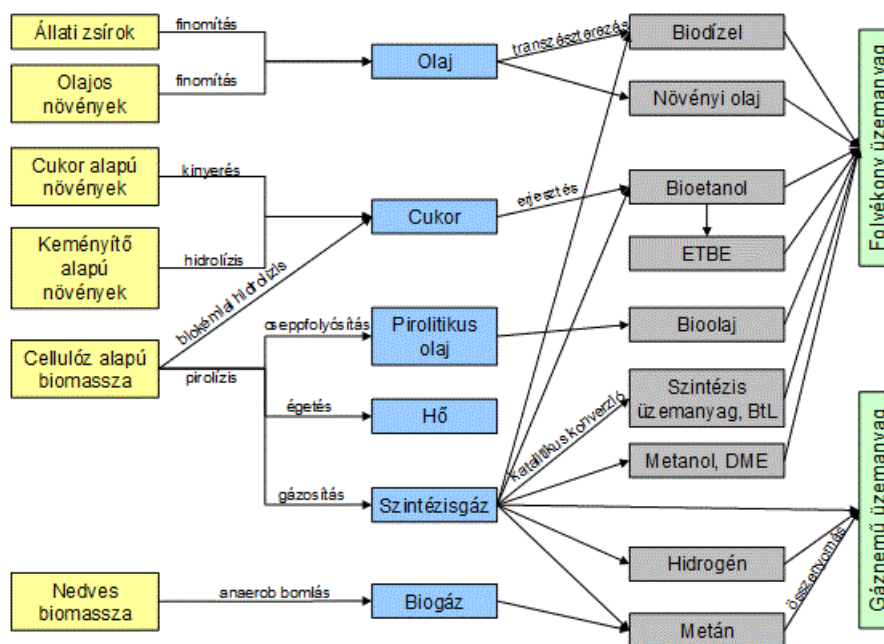 Állati zsírok
finomítás
Olajos
növények
finomítás
Olaj
transzészterezés
Biodízel
Növényi olaj
Folyékony üzemanyag
Cukor alapú
növények
kinyerés
Keményítő
alapú
növények
hidrolízis
Cukor
erjesztés
Bioetanol
ETBE
biokémiai hidrolízis
Cellulóz alapú
biomassza
pirolízis
cseppfolyósítás
Pirolitikus
olaj
Bioolaj
égetés
Hő
gázosítás
Szintézisgáz
katalitikus konverzió
Szintézis
üzemanyag, BtL
Metanol, DME
Hidrogén
Gáznemű üzemanyag
Nedves
biomassza
anaerob bomlás
Biogáz
Metán
összenyomás